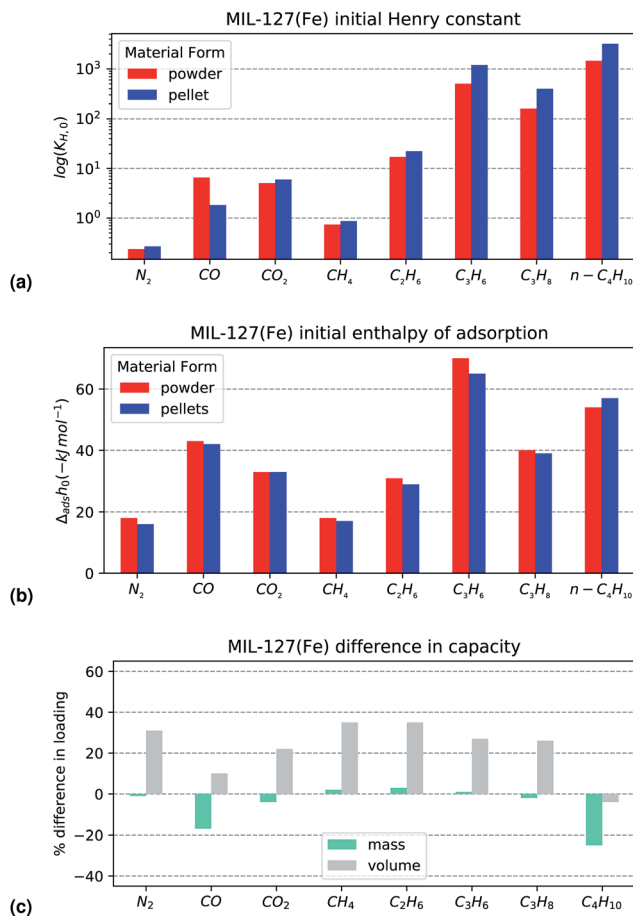 MIL-127(Fe) initial Henry constant
Material Form
powder
pellet
10³
10²
10¹
10⁰
log(K_{H,0})
N₂ CO CO₂ CH₄ C₂H₆ C₃H₆ C₃H₈ n − C₄H₁₀
(a)
MIL-127(Fe) initial enthalpy of adsorption
Material Form
powder
pellets
60
40
20
0
Δ_{ads}h₀(−kJ mol⁻¹)
N₂ CO CO₂ CH₄ C₂H₆ C₃H₆ C₃H₈ n − C₄H₁₀
(b)
MIL-127(Fe) difference in capacity
60
40
20
0
−20
−40
% difference in loading
mass
volume
N₂ CO CO₂ CH₄ C₂H₆ C₃H₆ C₃H₈ C₄H₁₀
(c)